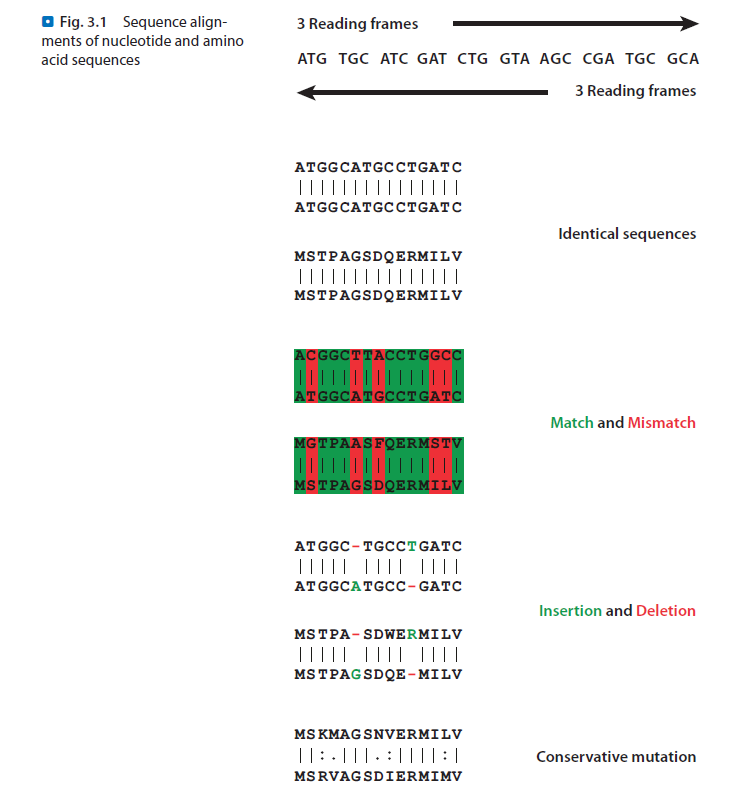 Fig. 3.1 Sequence align-
ments of nucleotide and amino
acid sequences
3 Reading frames
ATG TGC ATC GAT CTG GTA AGC CGA TGC GCA
3 Reading frames
ATGGCATGCCTGATC
| | | | | | | | | | | | | | |
ATGGCATGCCTGATC
Identical sequences
MSTPAGSDQERMILV
| | | | | | | | | | | | | | |
MSTPAGSDQERMILV
ACGGCTTACCTGGCC
| | | | | | | | | | | | | | |
ATGGCATGCCTGATC
Match and Mismatch
MGTPAASFQERMSTV
| | | | | | | | | | | | | | |
MSTPAGSDQERMILV
ATGGC-TGCCTGATC
| | | | |   | | | |   | | | |
ATGGCATGCC-GATC
Insertion and Deletion
MSTPA-SDWERMILV
| | | | |   | | | |   | | | |
MSTPAGSDQE-MILV
MSKMAGSNVERMILV
| | : . | | | . : | | | | : |
MSRVAGSDIERMIMV
Conservative mutation